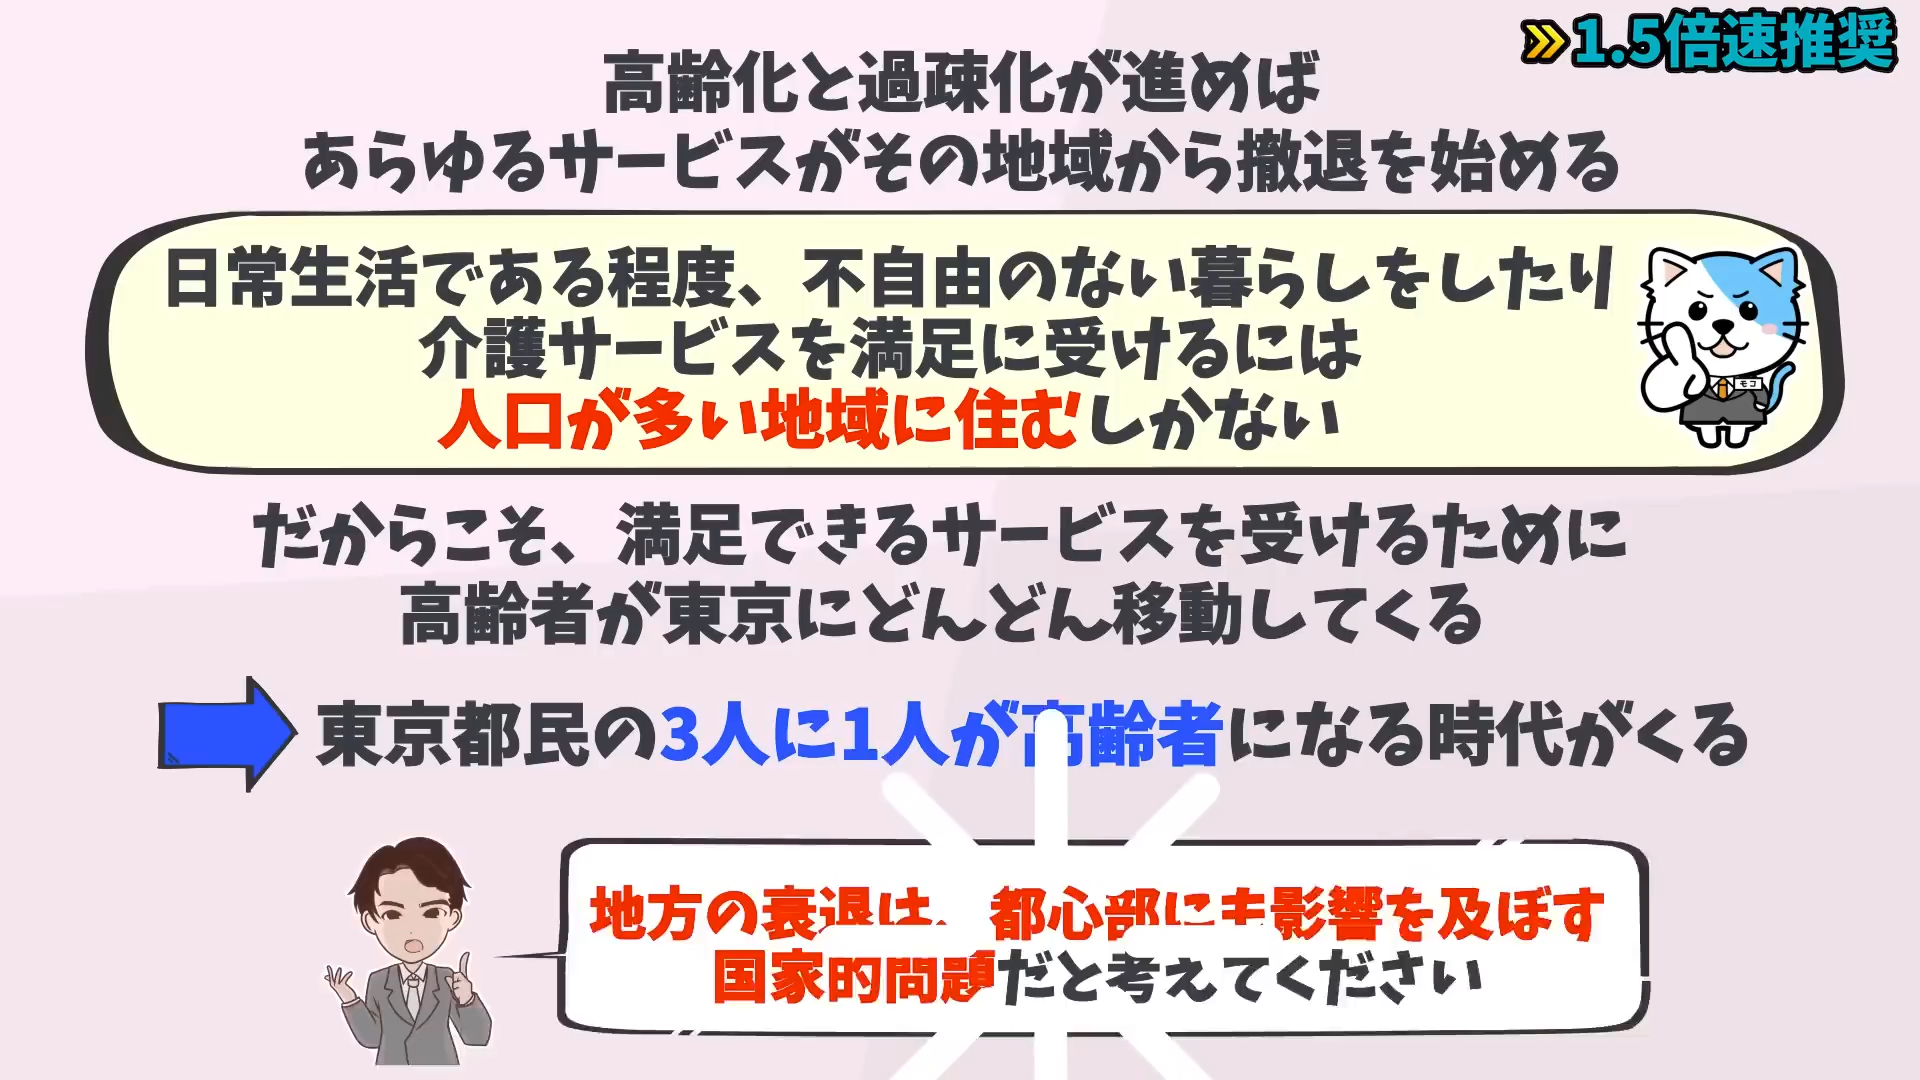 1.5倍速推奨
高齢化と過疎化が進めば
あらゆるサービスがその地域から撤退を始める
日常生活である程度、不自由のない暮らしをしたり
介護サービスを満足に受けるには
人口が多い地域に住むしかない
モコ
だからこそ、満足できるサービスを受けるために
高齢者が東京にどんどん移動してくる
東京都民の3人に1人が高齢者になる時代がくる
地方の衰退は、都心部にも影響を及ぼす
国家的問題だと考えてください